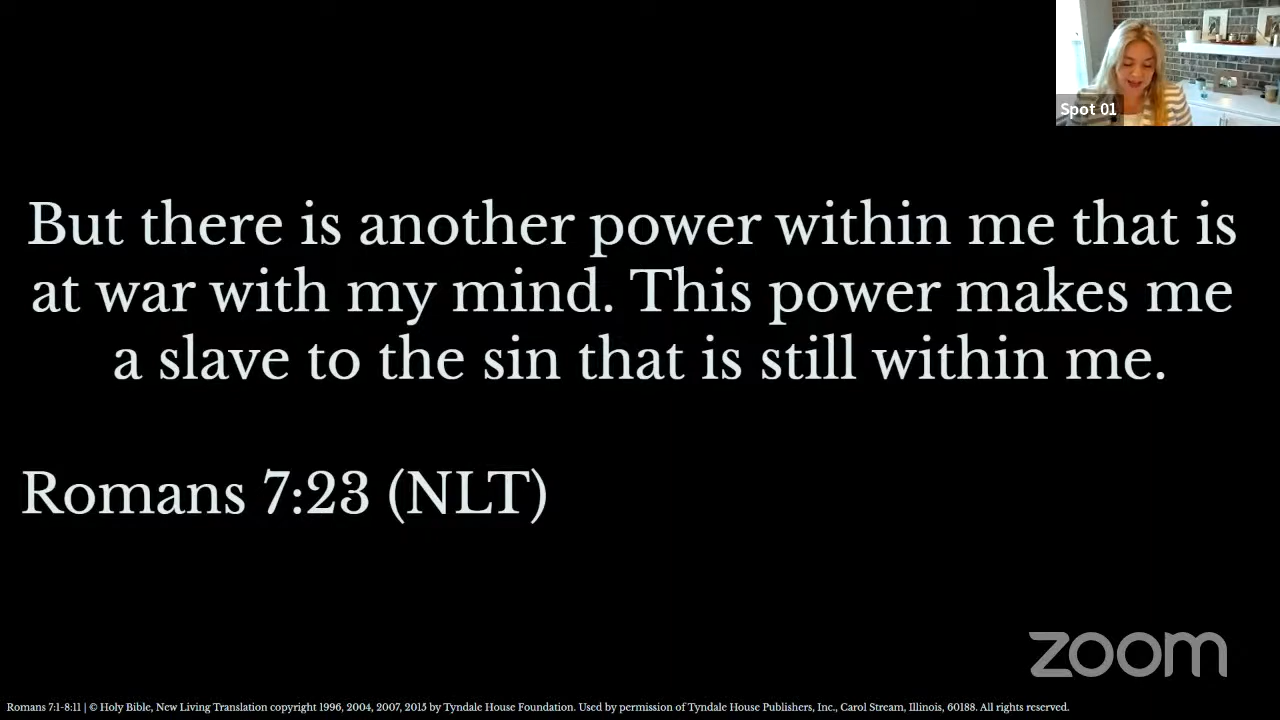 Spot 01
But there is another power within me that is
at war with my mind. This power makes me
a slave to the sin that is still within me.
Romans 7:23 (NLT)
zoom
Romans 7:1-8:11 | © Holy Bible, New Living Translation copyright 1996, 2004, 2007, 2015 by Tyndale House Foundation. Used by permission of Tyndale House Publishers, Inc., Carol Stream, Illinois, 60188. All rights reserved.